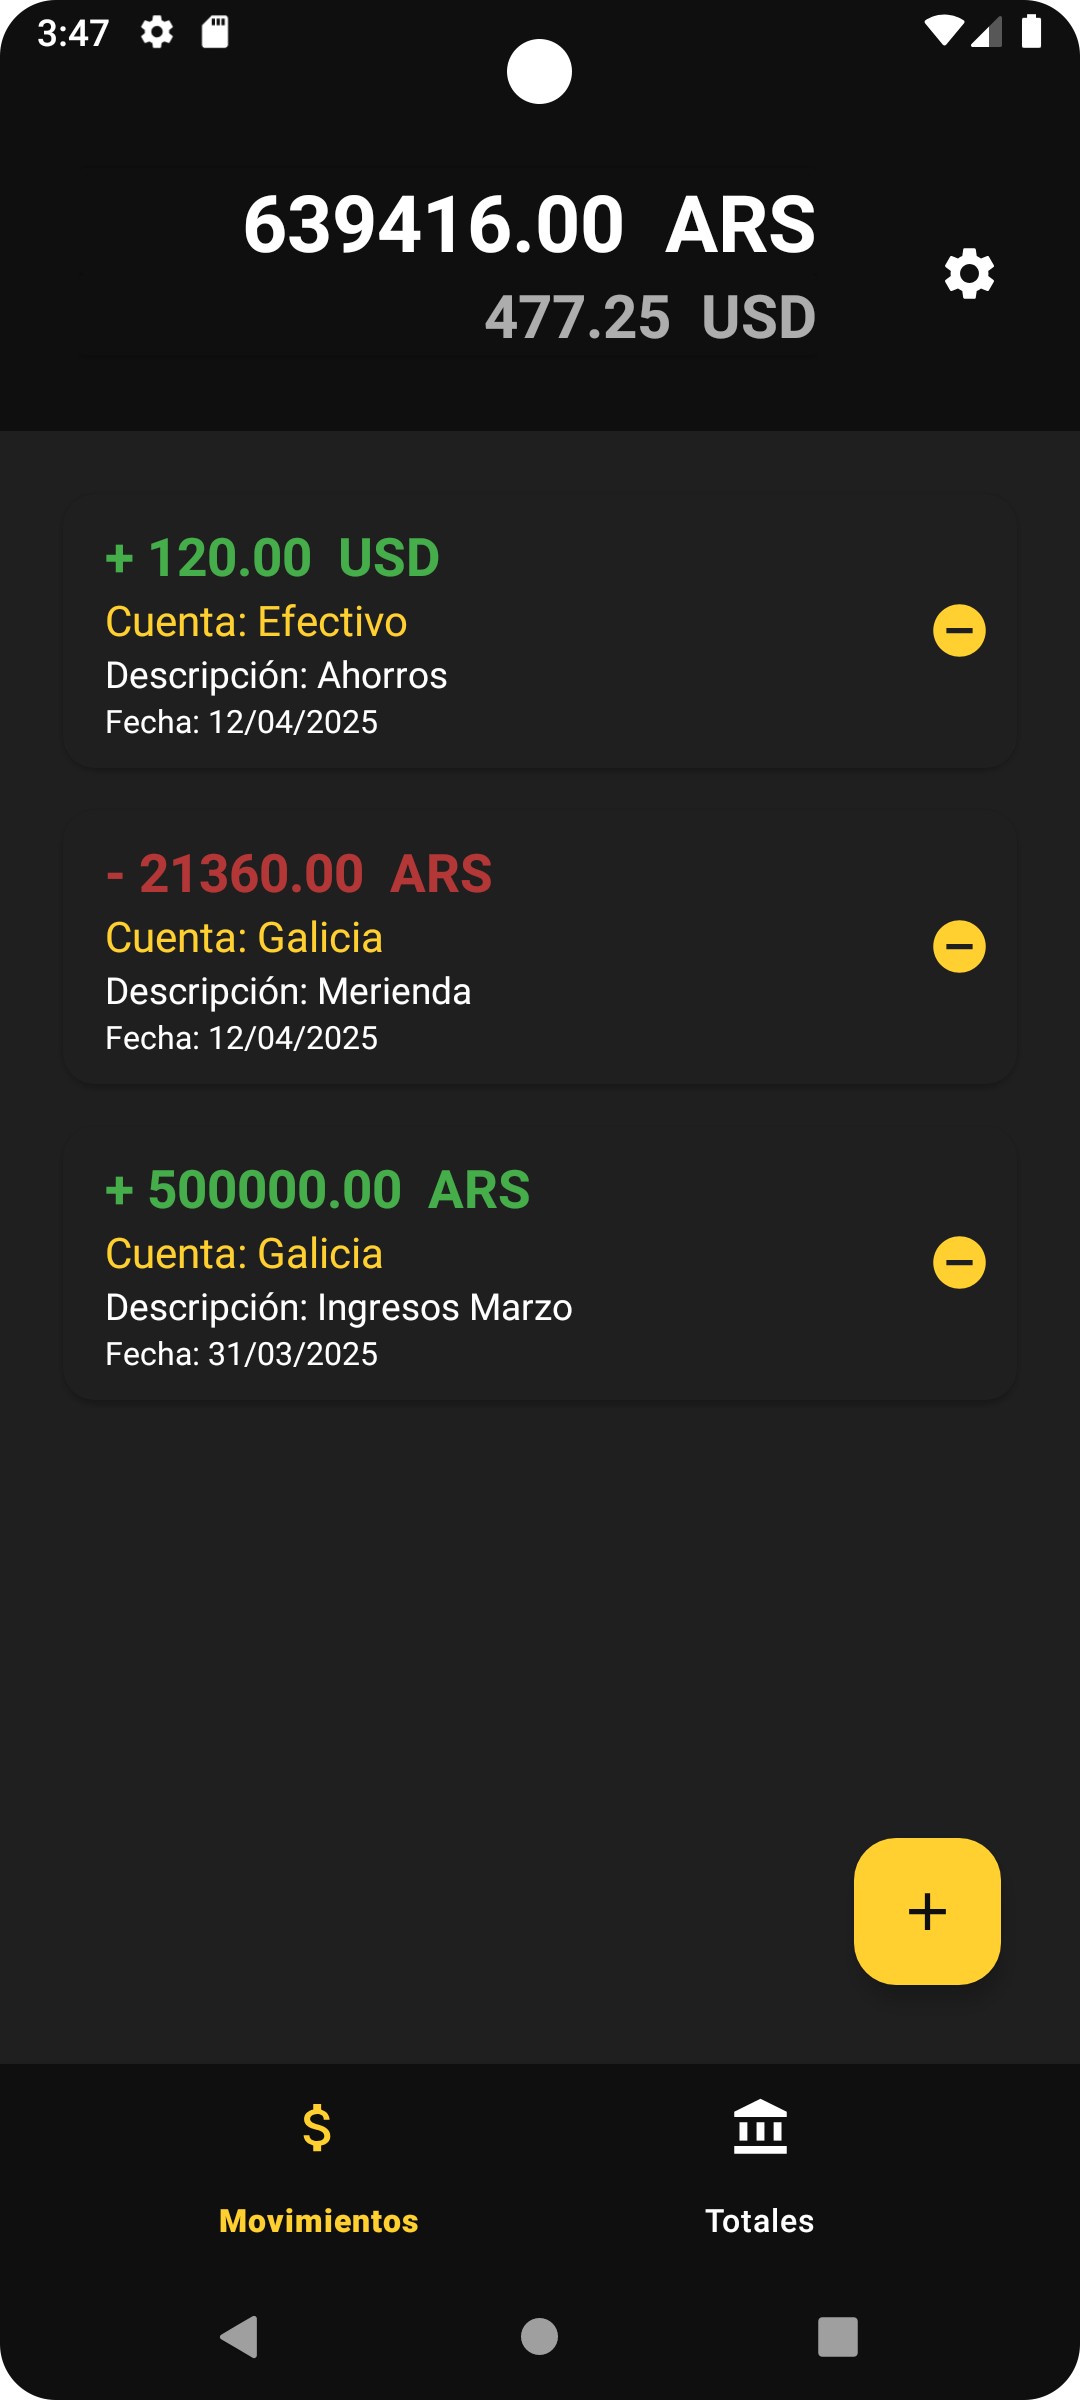 3:47
639416.00 ARS
477.25 USD
+ 120.00 USD
Cuenta: Efectivo
Descripción: Ahorros
Fecha: 12/04/2025
- 21360.00 ARS
Cuenta: Galicia
Descripción: Merienda
Fecha: 12/04/2025
+ 500000.00 ARS
Cuenta: Galicia
Descripción: Ingresos Marzo
Fecha: 31/03/2025
Movimientos
Totales